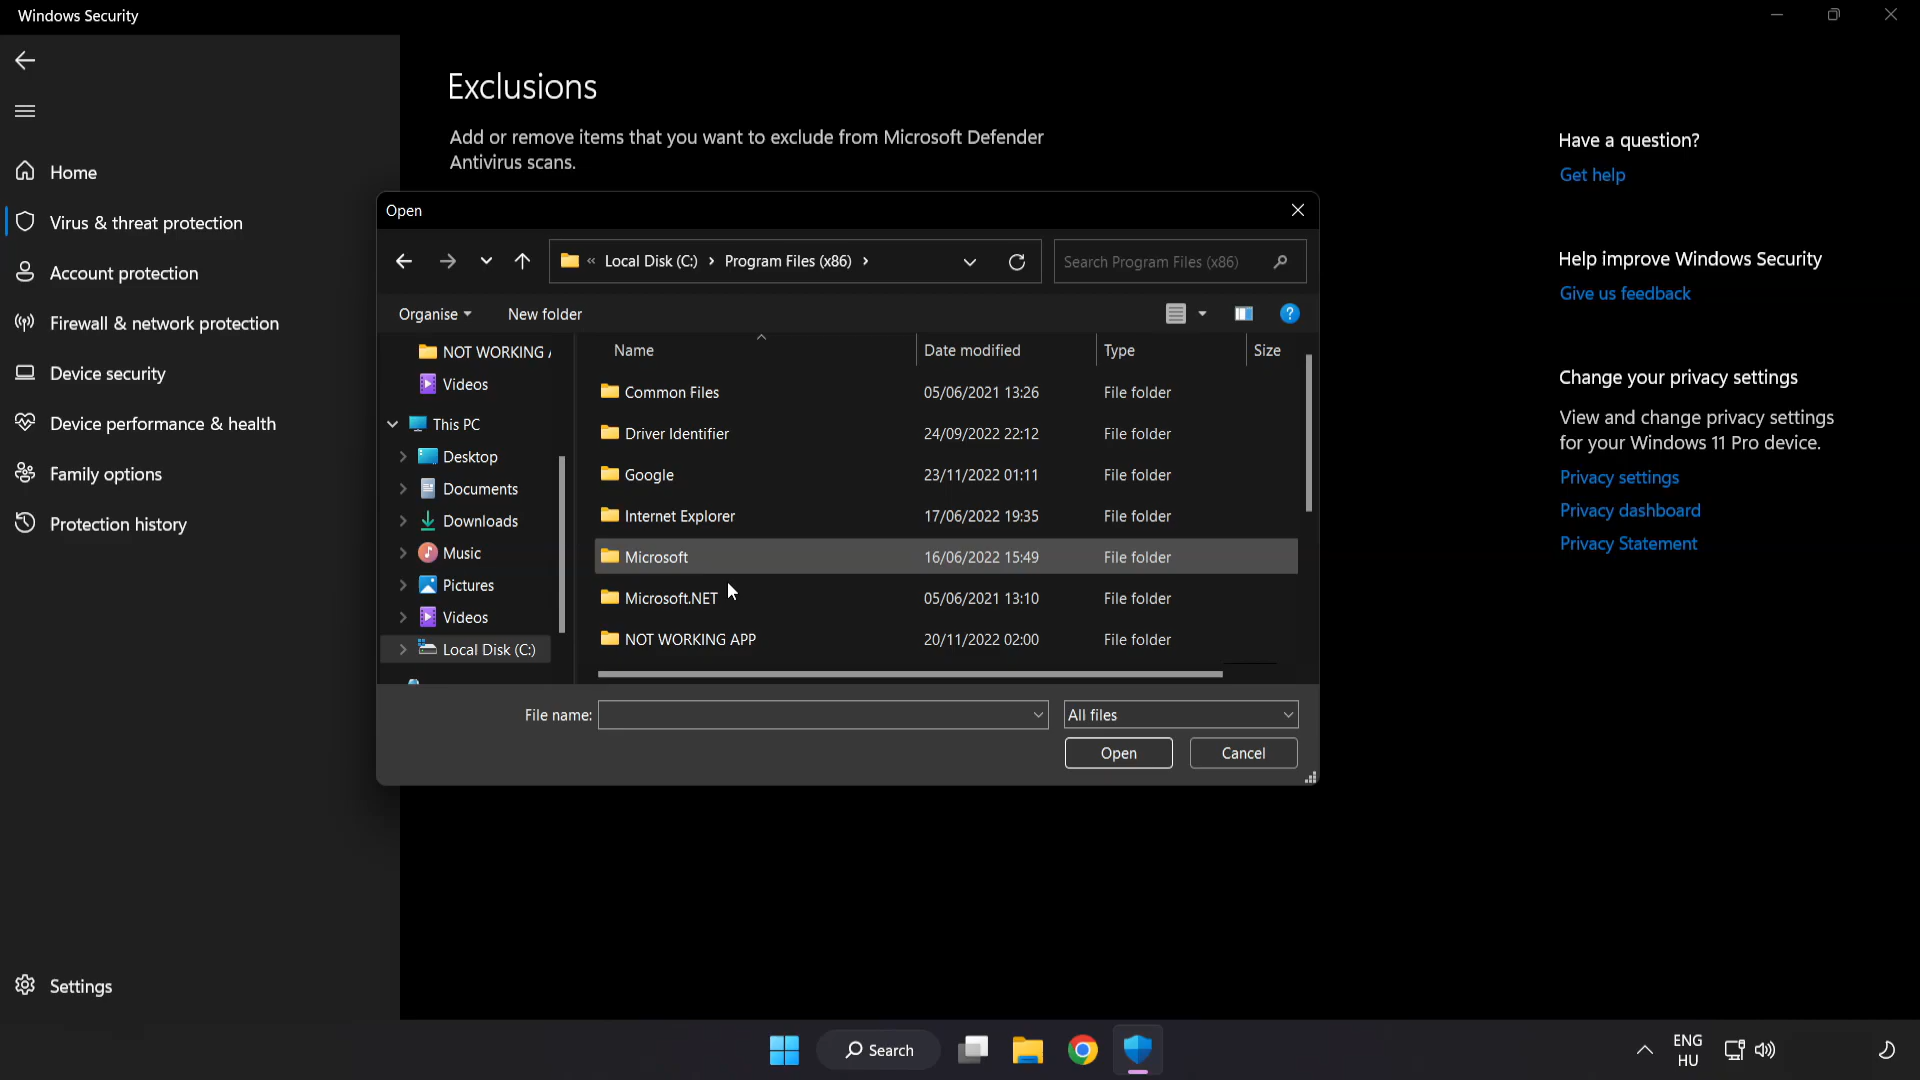 Windows Security
Home
Virus & threat protection
Account protection
Firewall & network protection
Device security
Device performance & health
Family options
Protection history
Settings
Exclusions
Add or remove items that you want to exclude from Microsoft Defender
Antivirus scans.
Open
« Local Disk (C:) › Program Files (x86) ›
Search Program Files (x86)
Organise
New folder
?
NOT WORKING
Videos
This PC
Desktop
Documents
Downloads
Music
Pictures
Videos
Local Disk (C:)
Name Date modified Type Size
Common Files 05/06/2021 13:26 File folder
Driver Identifier 24/09/2022 22:12 File folder
Google 23/11/2022 01:11 File folder
Internet Explorer 17/06/2022 19:35 File folder
Microsoft 16/06/2022 15:49 File folder
Microsoft.NET 05/06/2021 13:10 File folder
NOT WORKING APP 20/11/2022 02:00 File folder
File name:
All files
Open
Cancel
Have a question?
Get help
Help improve Windows Security
Give us feedback
Change your privacy settings
View and change privacy settings
for your Windows 11 Pro device.
Privacy settings
Privacy dashboard
Privacy Statement
Search
ENG
HU